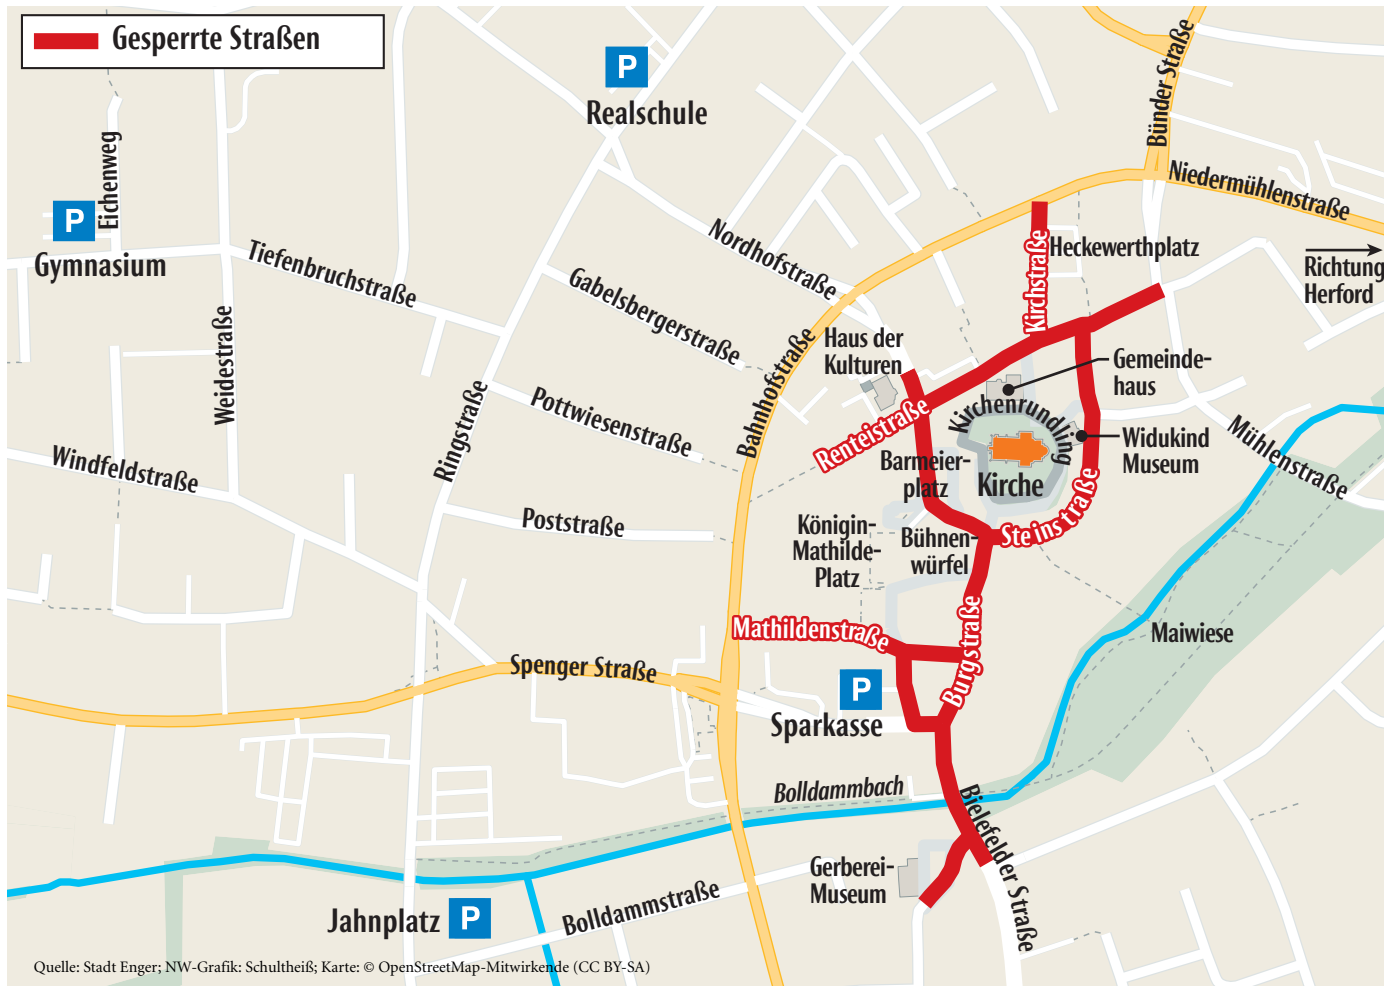 Gesperrte Straßen
P
Realschule
Bünder Straße
Niedermühlenstraße
Eichenweg
P
Gymnasium
Tiefenbruchstraße
Nordhofstraße
Kirchstraße
Heckewerthplatz
Richtung
Herford
Gabelsbergerstraße
Weidestraße
Bahnhofstraße
Haus der
Kulturen
Gemeinde-
haus
Ringstraße
Pottwiesenstraße
Renteistraße
Kirchenrundling
Widukind
Museum
Mühlenstraße
Windfeldstraße
Barmeier-
platz
Kirche
Poststraße
Königin-
Mathilde-
Platz
Bühnen-
würfel
Steinstraße
Mathildenstraße
Burgstraße
Maiwiese
Spenger Straße
P
Sparkasse
Bolldammbach
Bielefelder Straße
Gerberei-
Museum
Jahnplatz
P
Bolldammstraße
Quelle: Stadt Enger; NW-Grafik: Schultheiß; Karte: © OpenStreetMap-Mitwirkende (CC BY-SA)